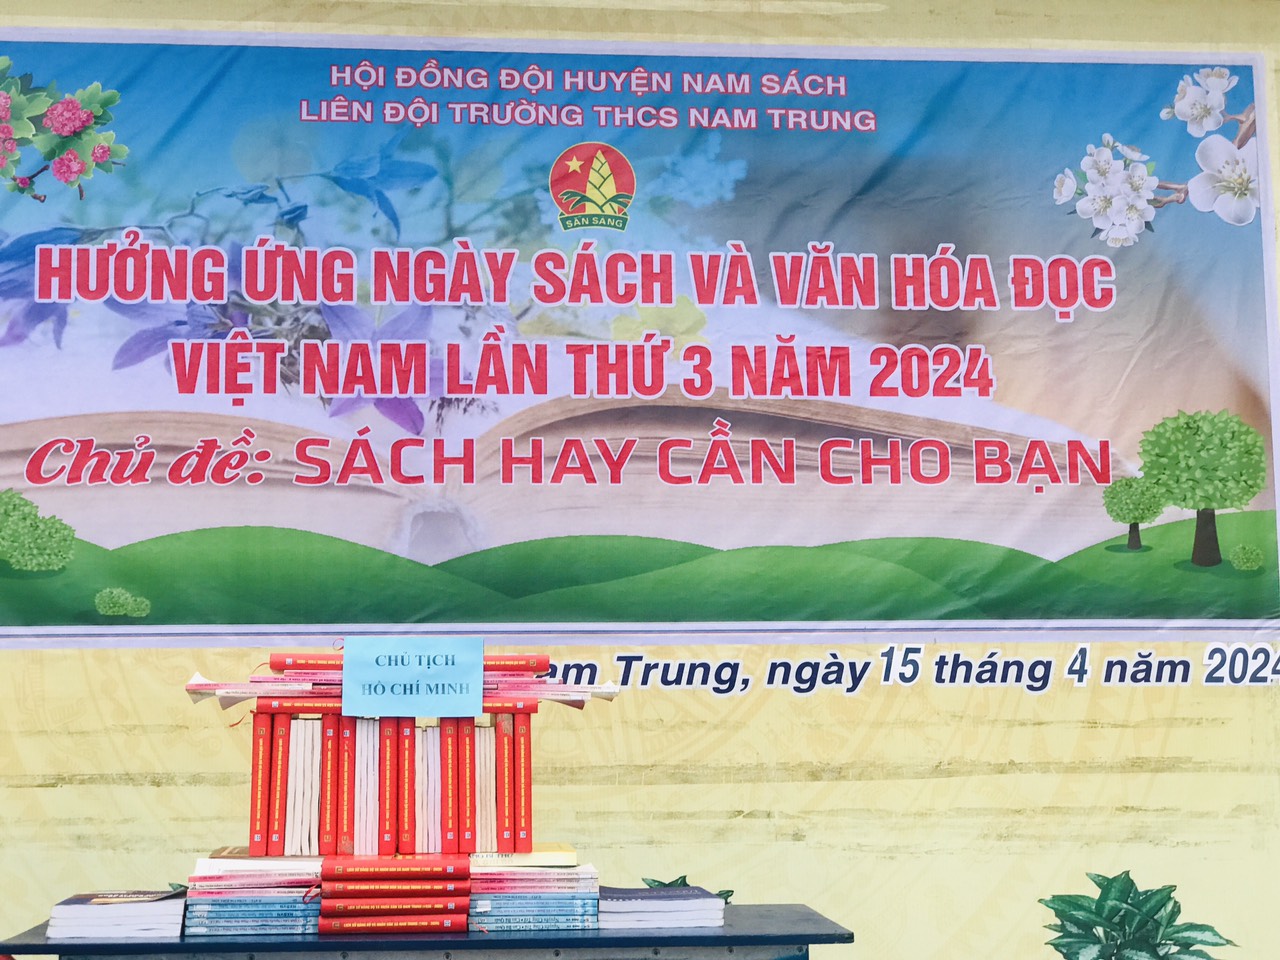 HỘI ĐỒNG ĐỘI HUYỆN NAM SÁCH
LIÊN ĐỘI TRƯỜNG THCS NAM TRUNG
SẴN SÀNG
HƯỞNG ỨNG NGÀY SÁCH VÀ VĂN HÓA ĐỌC
VIỆT NAM LẦN THỨ 3 NĂM 2024
Chủ đề: SÁCH HAY CẦN CHO BẠN
Trung, ngày 15 tháng 4 năm 2024
CHỦ TỊCH
HỒ CHÍ MINH